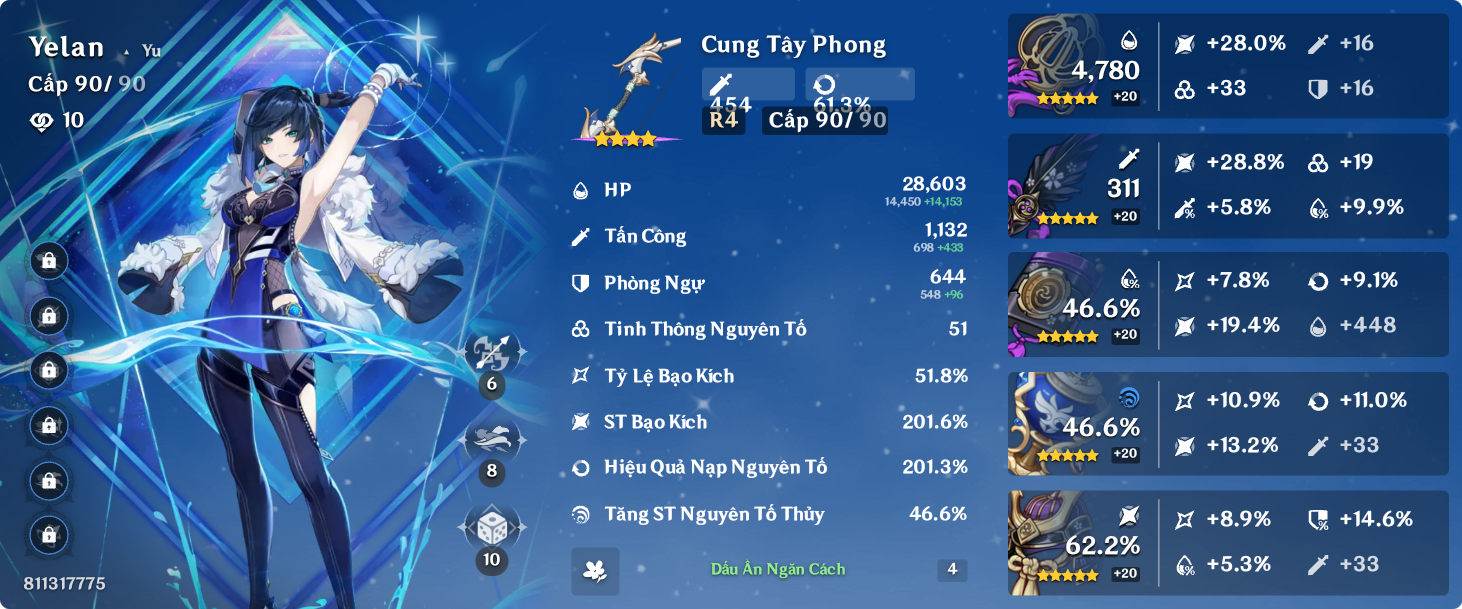 Yelan ▲ Yu
Cấp 90/ 90
10
6
8
10
811317775
Cung Tây Phong
454 61.3%
R4 Cấp 90/ 90
HP 28,603
14,450 +14,153
Tấn Công 1,132
698 +433
Phòng Ngự 644
548 +96
Tinh Thông Nguyên Tố 51
Tỷ Lệ Bạo Kích 51.8%
ST Bạo Kích 201.6%
Hiệu Quả Nạp Nguyên Tố 201.3%
Tăng ST Nguyên Tố Thủy 46.6%
Dấu Ấn Ngăn Cách 4
4,780
+20
+28.0% +16
+33 +16
311
+20
+28.8% +19
+5.8% +9.9%
46.6%
+20
+7.8% +9.1%
+19.4% +448
46.6%
+20
+10.9% +11.0%
+13.2% +33
62.2%
+20
+8.9% +14.6%
+5.3% +33